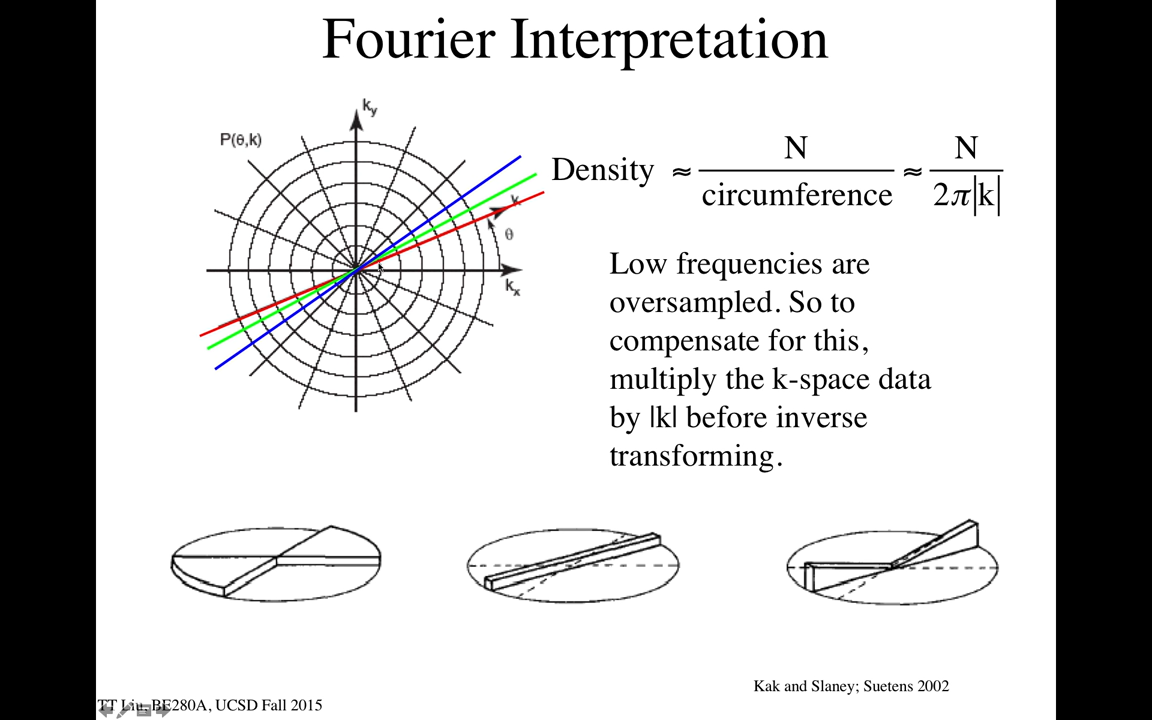 Fourier Interpretation
k_y
P(θ,k)
k
θ
k_x
Density ≈ N / circumference ≈ N / 2π|k|
Low frequencies are
oversampled. So to
compensate for this,
multiply the k-space data
by |k| before inverse
transforming.
Kak and Slaney; Suetens 2002
TT Liu, BE280A, UCSD Fall 2015